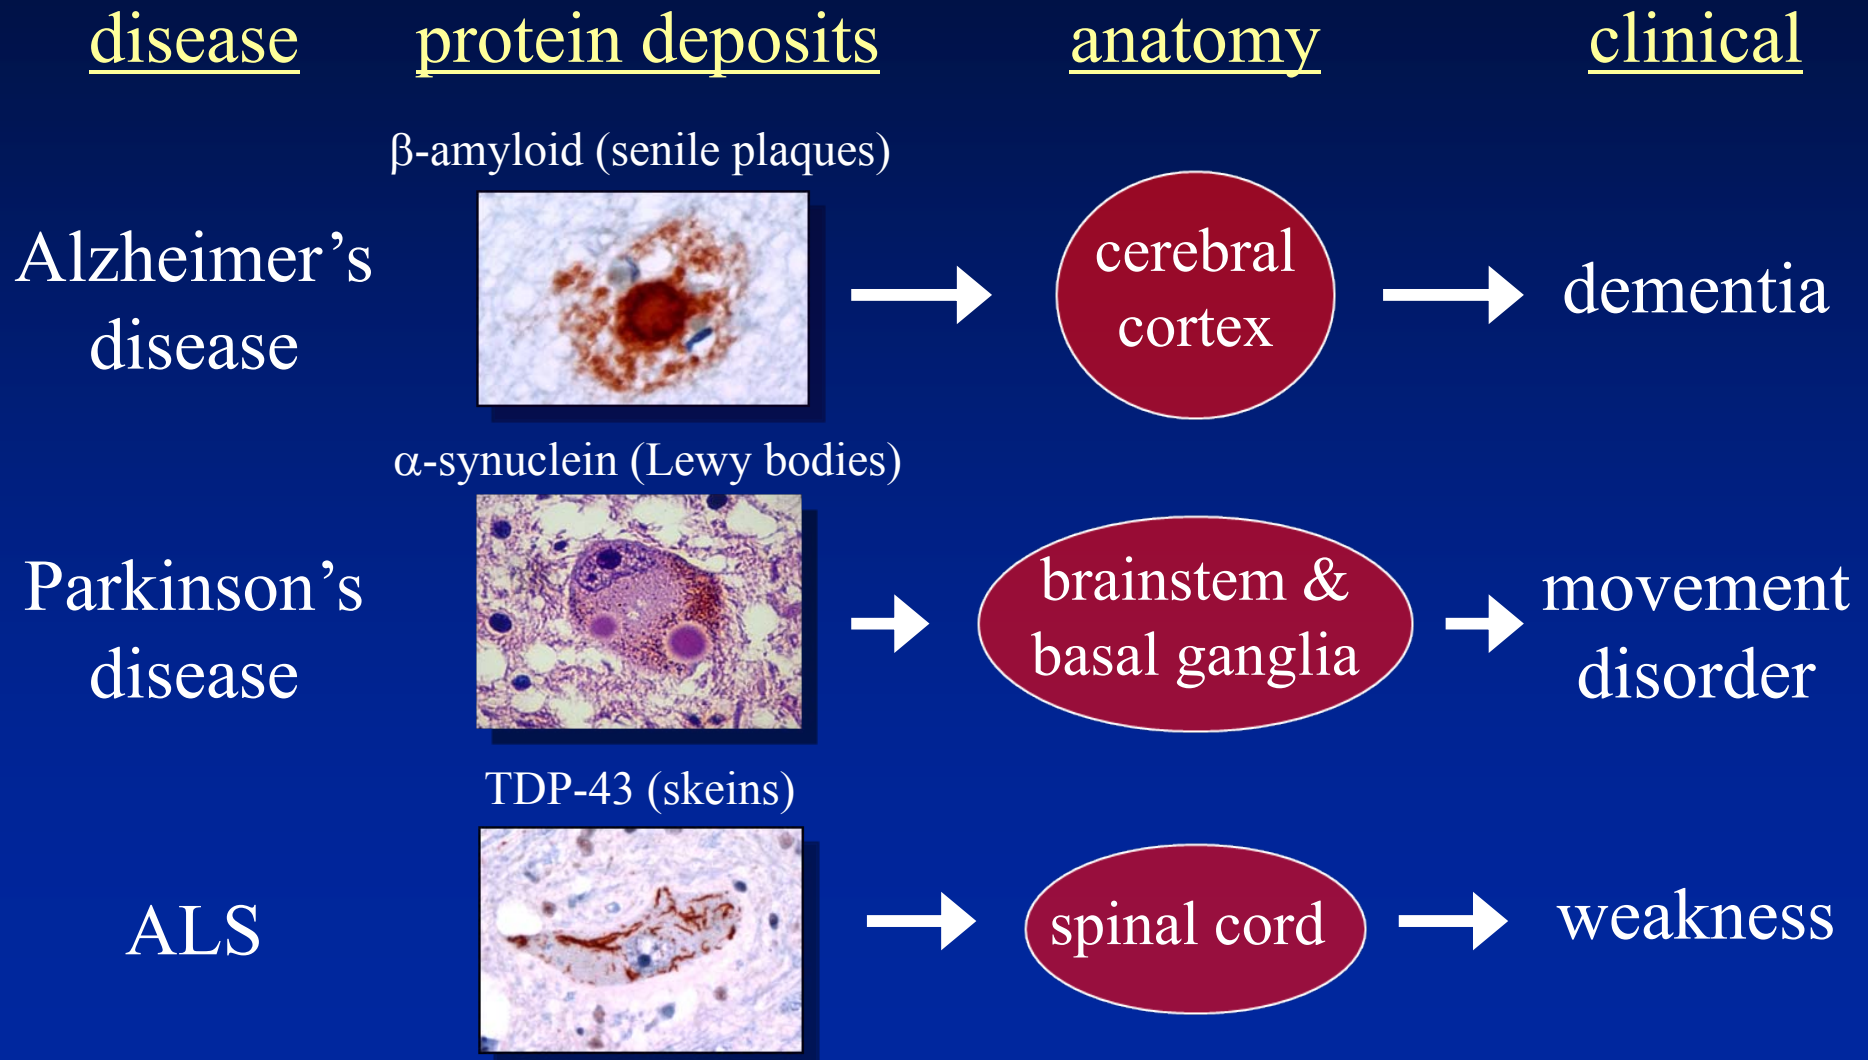 disease
protein deposits
anatomy
clinical
β-amyloid (senile plaques)
Alzheimer’s
disease
cerebral
cortex
dementia
α-synuclein (Lewy bodies)
Parkinson’s
disease
brainstem &
basal ganglia
movement
disorder
TDP-43 (skeins)
ALS
spinal cord
weakness